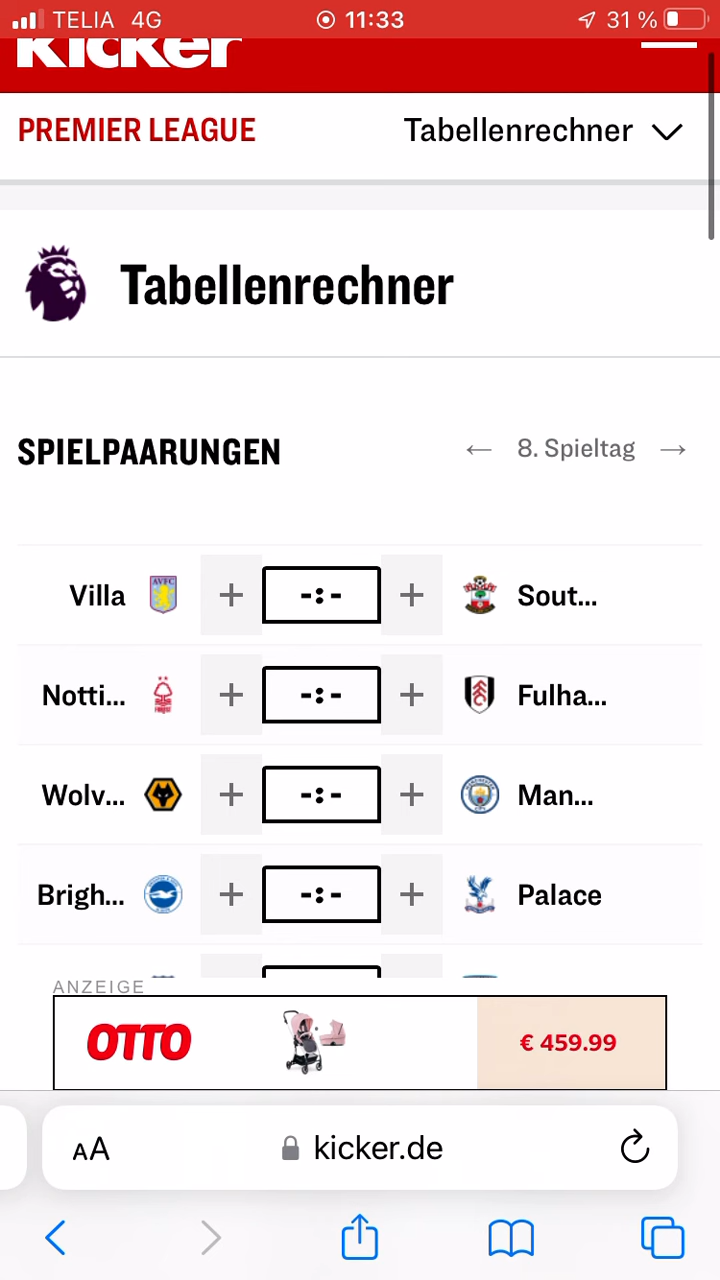 TELIA 4G 11:33 31 %
kicker
PREMIER LEAGUE Tabellenrechner
Tabellenrechner
SPIELPAARUNGEN ← 8. Spieltag →
Villa AVFC + -:- + Sout...
Notti... + -:- + Fulha...
Wolv... + -:- + Man...
Brigh... + -:- + Palace
ANZEIGE
OTTO € 459.99
AA kicker.de